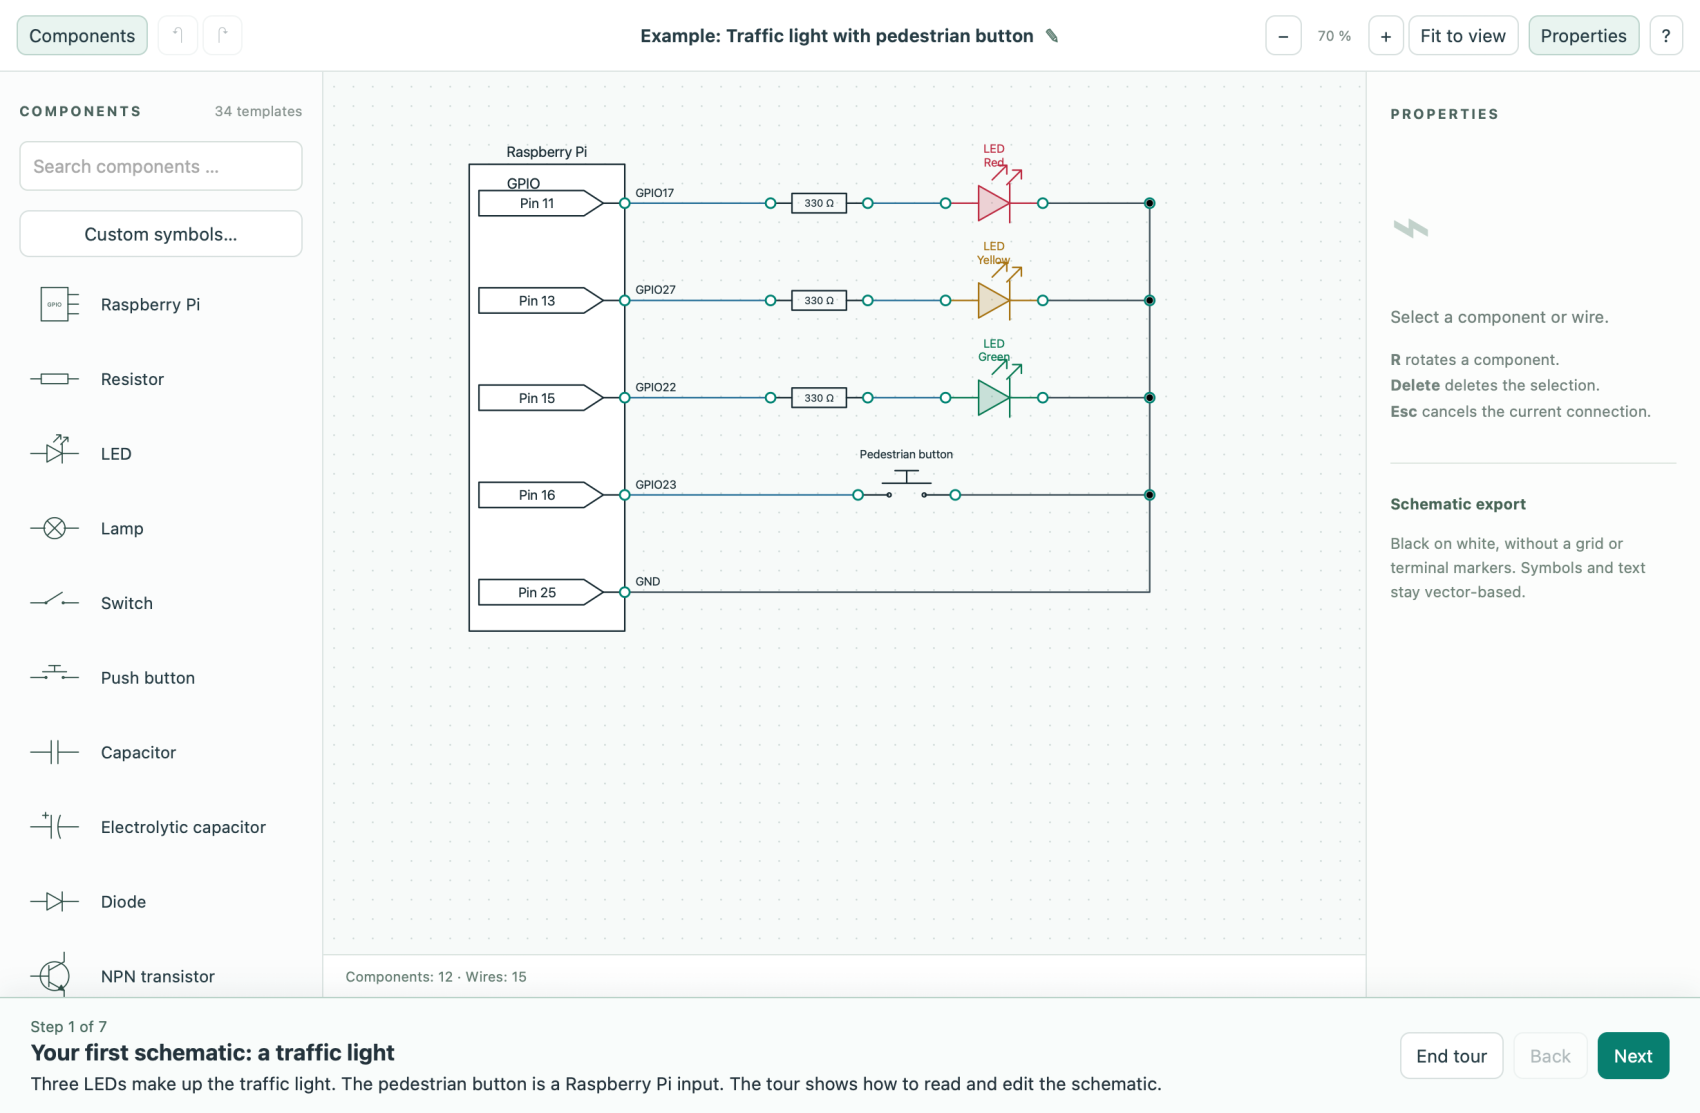 Components
Example: Traffic light with pedestrian button
−
70 %
+
Fit to view
Properties
?
COMPONENTS
34 templates
Search components ...
Custom symbols...
GPIO
Raspberry Pi
Resistor
LED
Lamp
Switch
Push button
Capacitor
Electrolytic capacitor
Diode
NPN transistor
Raspberry Pi
GPIO
Pin 11
GPIO17
330 Ω
LED
Red
Pin 13
GPIO27
330 Ω
LED
Yellow
Pin 15
GPIO22
330 Ω
LED
Green
Pin 16
GPIO23
Pedestrian button
Pin 25
GND
Components: 12 · Wires: 15
PROPERTIES
Select a component or wire.
R rotates a component.
Delete deletes the selection.
Esc cancels the current connection.
Schematic export
Black on white, without a grid or
terminal markers. Symbols and text
stay vector-based.
Step 1 of 7
Your first schematic: a traffic light
Three LEDs make up the traffic light. The pedestrian button is a Raspberry Pi input. The tour shows how to read and edit the schematic.
End tour
Back
Next